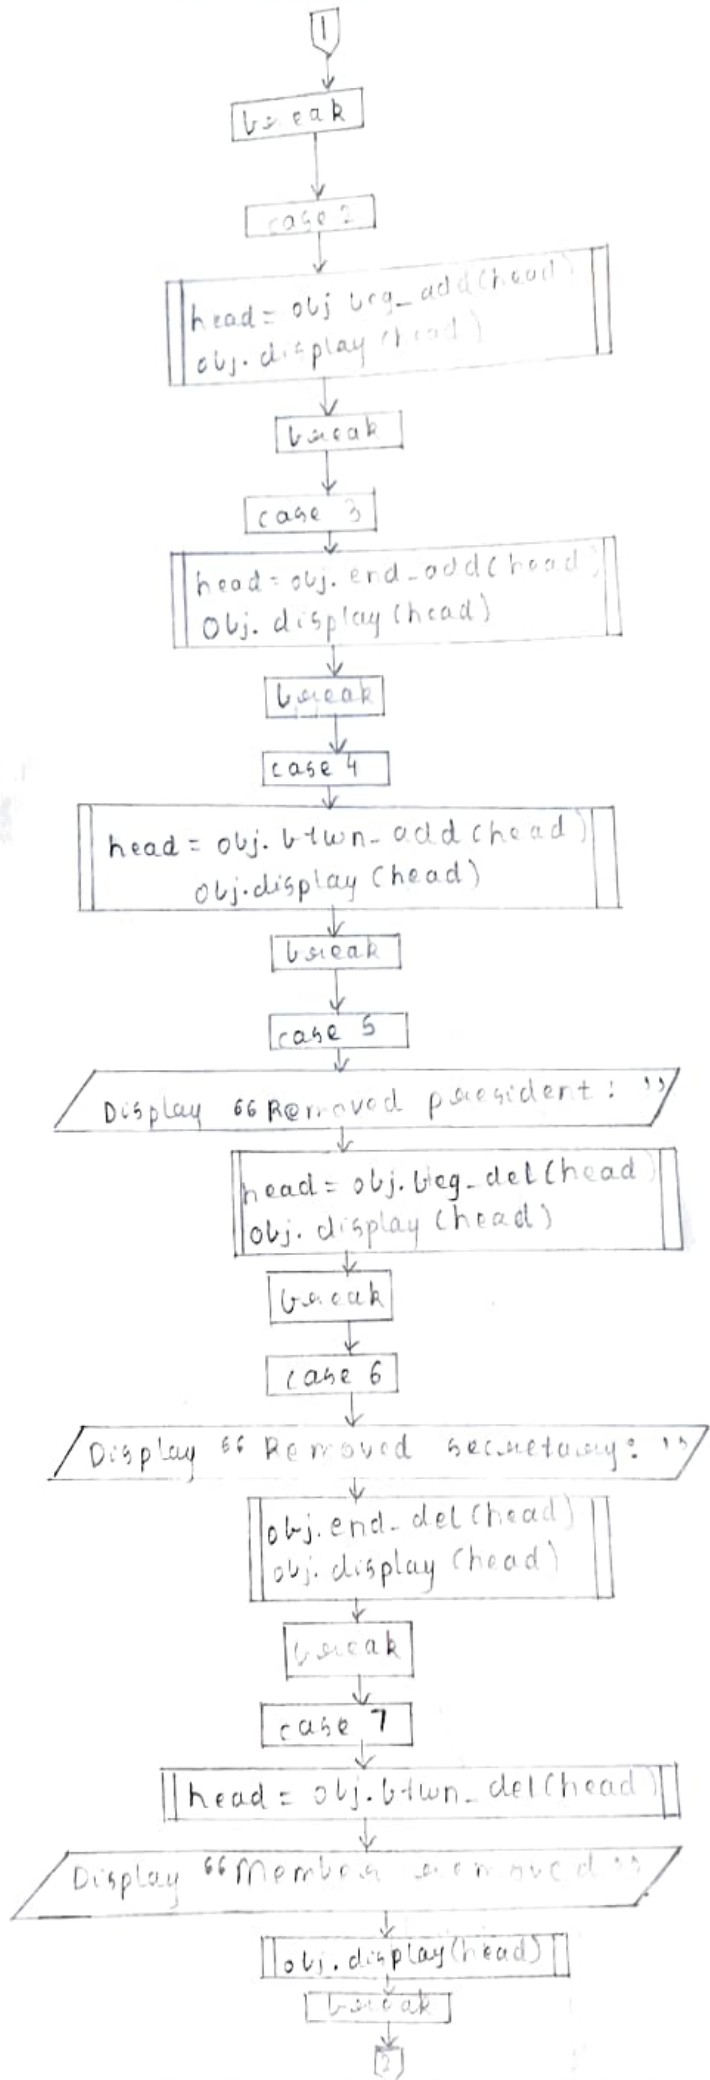 1
break
case 2
head = obj beg_add(head)
obj.display(head)
break
case 3
head = obj. end_add(head)
obj. display (head)
break
case 4
head = obj. btwn_add (head)
obj.display (head)
break
case 5
Display “Removed president: ”
head = obj.beg_del(head)
obj. display (head)
break
case 6
Display “Removed secretary: ”
obj.end_del (head)
obj. display (head)
break
case 7
head = obj.btwn_del(head)
Display “Member removed”
obj.display(head)
break
2